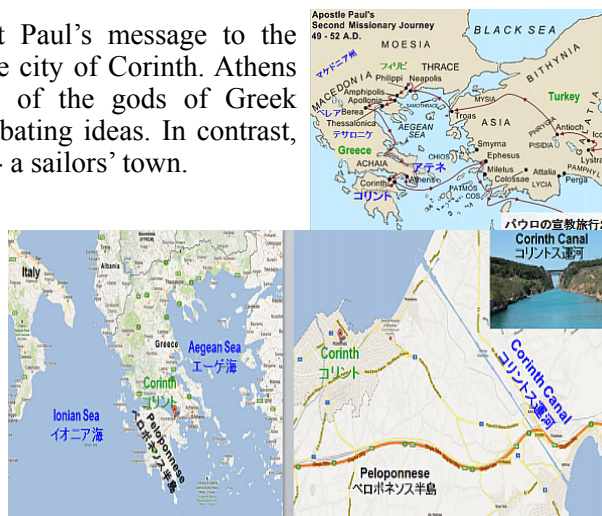 t Paul’s message to the
e city of Corinth. Athens
of the gods of Greek
bating ideas. In contrast,
- a sailors’ town.
Apostle Paul's
Second Missionary Journey
49 - 52 A.D.
BLACK SEA
MOESIA
マケドニア州
フィリピ
THRACE
BITHYNIA
Philippi
Neapolis
MACEDONIA
Amphipolis
Apollonia
SAMOTHRACE
MYSIA
Turkey
ベレア
Berea
Thessalonica
テサロニケ
AEGEAN
SEA
Troas
ASIA
PHRYGIA
Antioch
PISIDIA
Ico
Lystra
Greece
CHIOS
Smyrna
Ephesus
ACHAIA
アテネ
Athens
Corinth
コリント
Miletus
Colossae
Attalia
PAMPHYL
LYCIA
Perga
PATMOS
COS
パウロの宣教旅行
Italy
Albania
Greece
Aegean Sea
エーゲ海
Corinth
コリント
Ionian Sea
イオニア海
Peloponnese
ペロポネソス半島
Corinth Canal
コリントス運河
Corinth
コリント
Corinth Canal
コリントス運河
Peloponnese
ペロポネソス半島